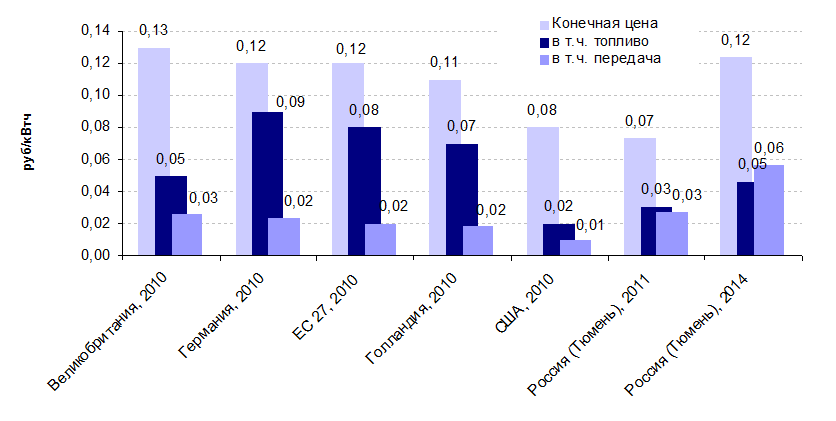 Конечная цена
в т.ч. топливо
в т.ч. передача
руб/кВтч
0,14
0,12
0,10
0,08
0,06
0,04
0,02
0,00
0,13
0,05
0,03
0,12
0,09
0,02
0,12
0,08
0,02
0,11
0,07
0,02
0,08
0,02
0,01
0,07
0,03
0,03
0,12
0,05
0,06
Великобритания, 2010
Германия, 2010
ЕС 27, 2010
Голландия, 2010
США, 2010
Россия (Тюмень), 2011
Россия (Тюмень), 2014